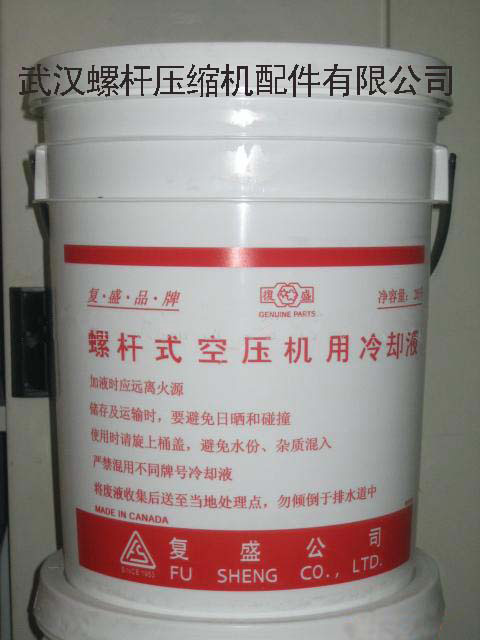 武汉螺杆压缩机配件有限公司
复·盛·品·牌
復 盛
GENUINE PARTS
净容量:
螺杆式空压机用冷却液
加液时应远离火源
储存及运输时,要避免日晒和碰撞
使用时请旋上桶盖,避免水份、杂质混入
严禁混用不同牌号冷却液
将废液收集后送至当地处理点,勿倾倒于排水道中
MADE IN CANADA
SINCE 1953
复盛公司
FU SHENG CO., LTD.